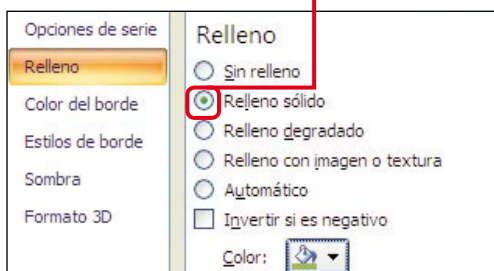 Opciones de serie
Relleno
Color del borde
Estilos de borde
Sombra
Formato 3D
Relleno
Sin relleno
Relleno sólido
Relleno degradado
Relleno con imagen o textura
Automático
Invertir si es negativo
Color: